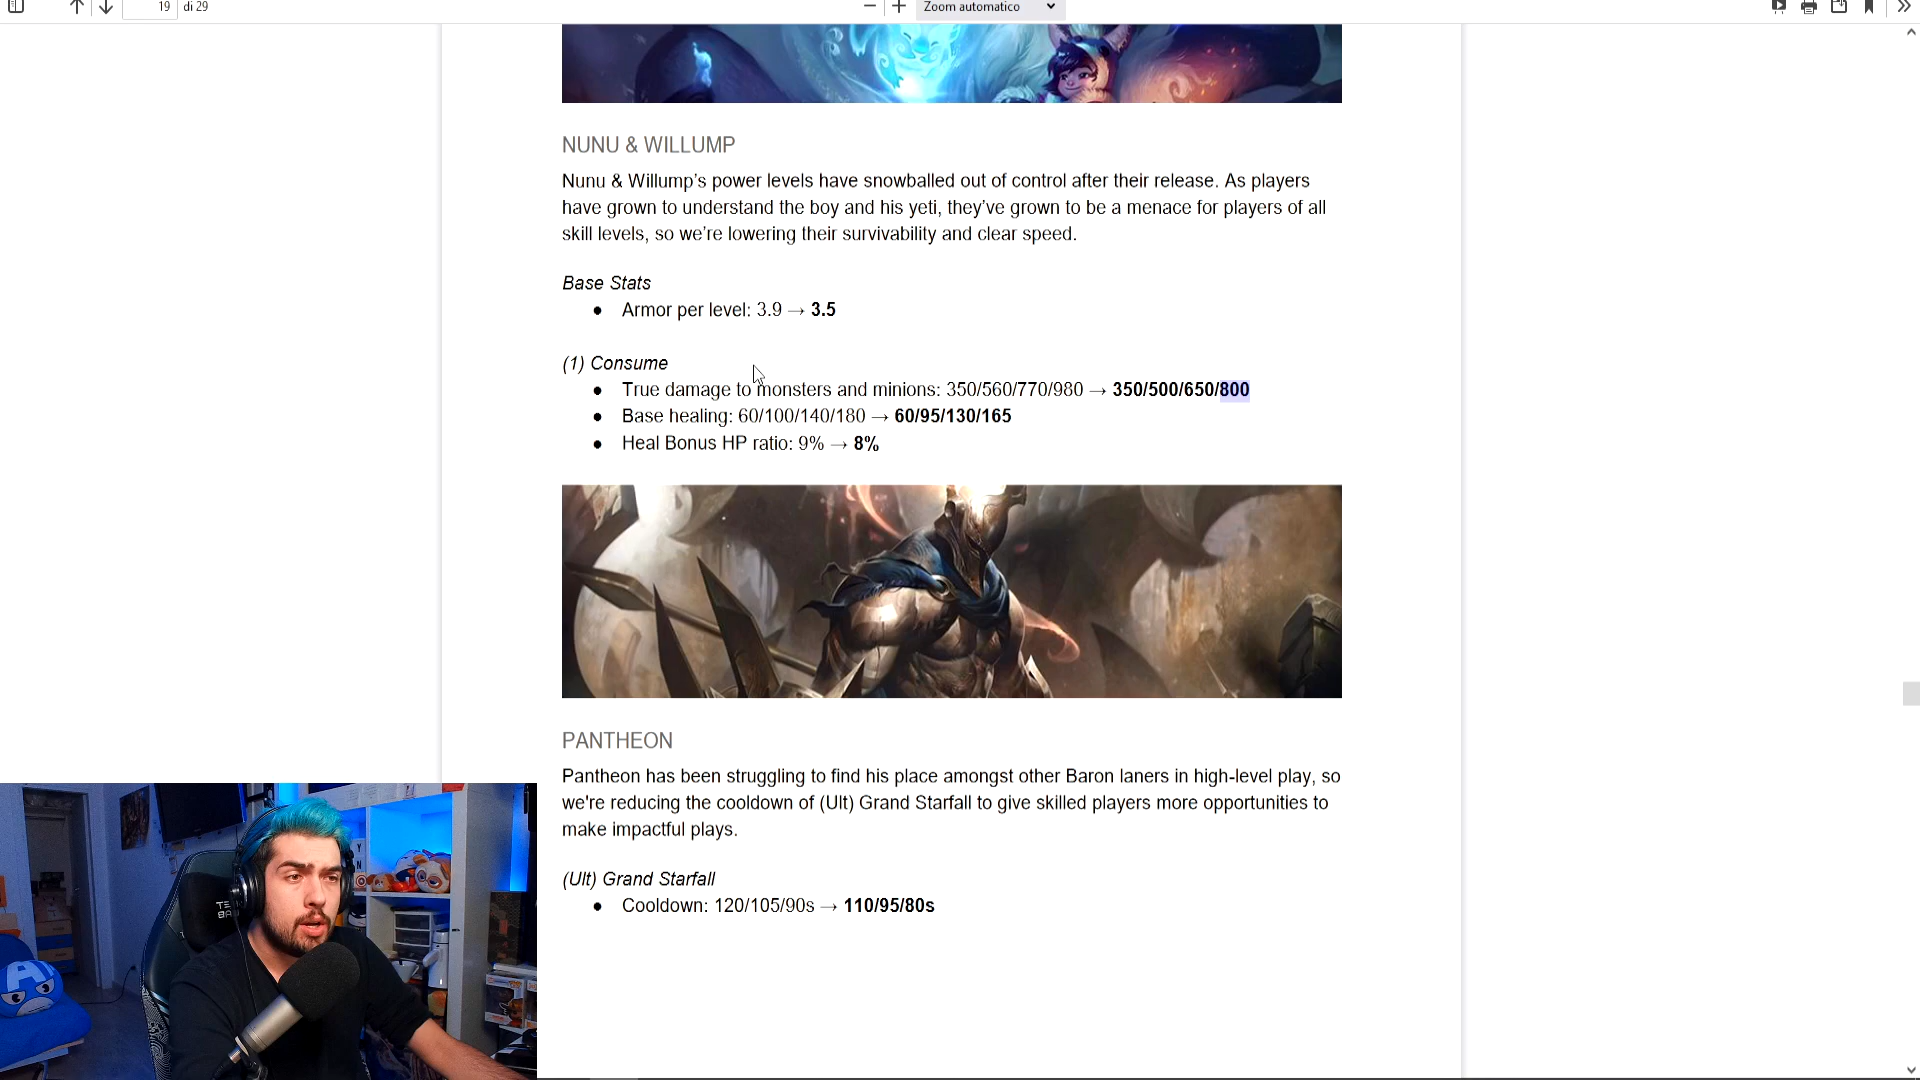 19 di 29
Zoom automatico
NUNU & WILLUMP
Nunu & Willump’s power levels have snowballed out of control after their release. As players
have grown to understand the boy and his yeti, they’ve grown to be a menace for players of all
skill levels, so we’re lowering their survivability and clear speed.
Base Stats
● Armor per level: 3.9 → 3.5
(1) Consume
● True damage to monsters and minions: 350/560/770/980 → 350/500/650/800
● Base healing: 60/100/140/180 → 60/95/130/165
● Heal Bonus HP ratio: 9% → 8%
PANTHEON
Pantheon has been struggling to find his place amongst other Baron laners in high-level play, so
we're reducing the cooldown of (Ult) Grand Starfall to give skilled players more opportunities to
make impactful plays.
(Ult) Grand Starfall
● Cooldown: 120/105/90s → 110/95/80s